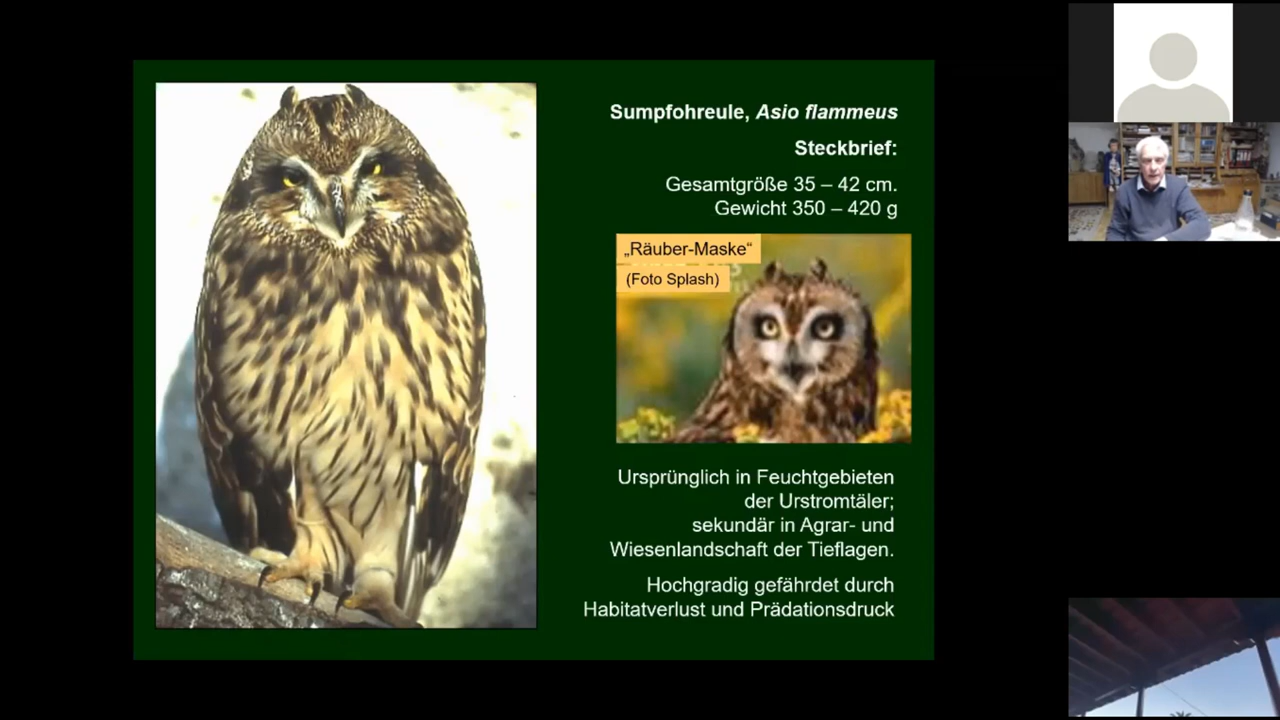 Sumpfohreule, Asio flammeus
Steckbrief:
Gesamtgröße 35 – 42 cm.
Gewicht 350 – 420 g
„Räuber-Maske“
(Foto Splash)
Ursprünglich in Feuchtgebieten
der Urstromtäler;
sekundär in Agrar- und
Wiesenlandschaft der Tieflagen.
Hochgradig gefährdet durch
Habitatverlust und Prädationsdruck